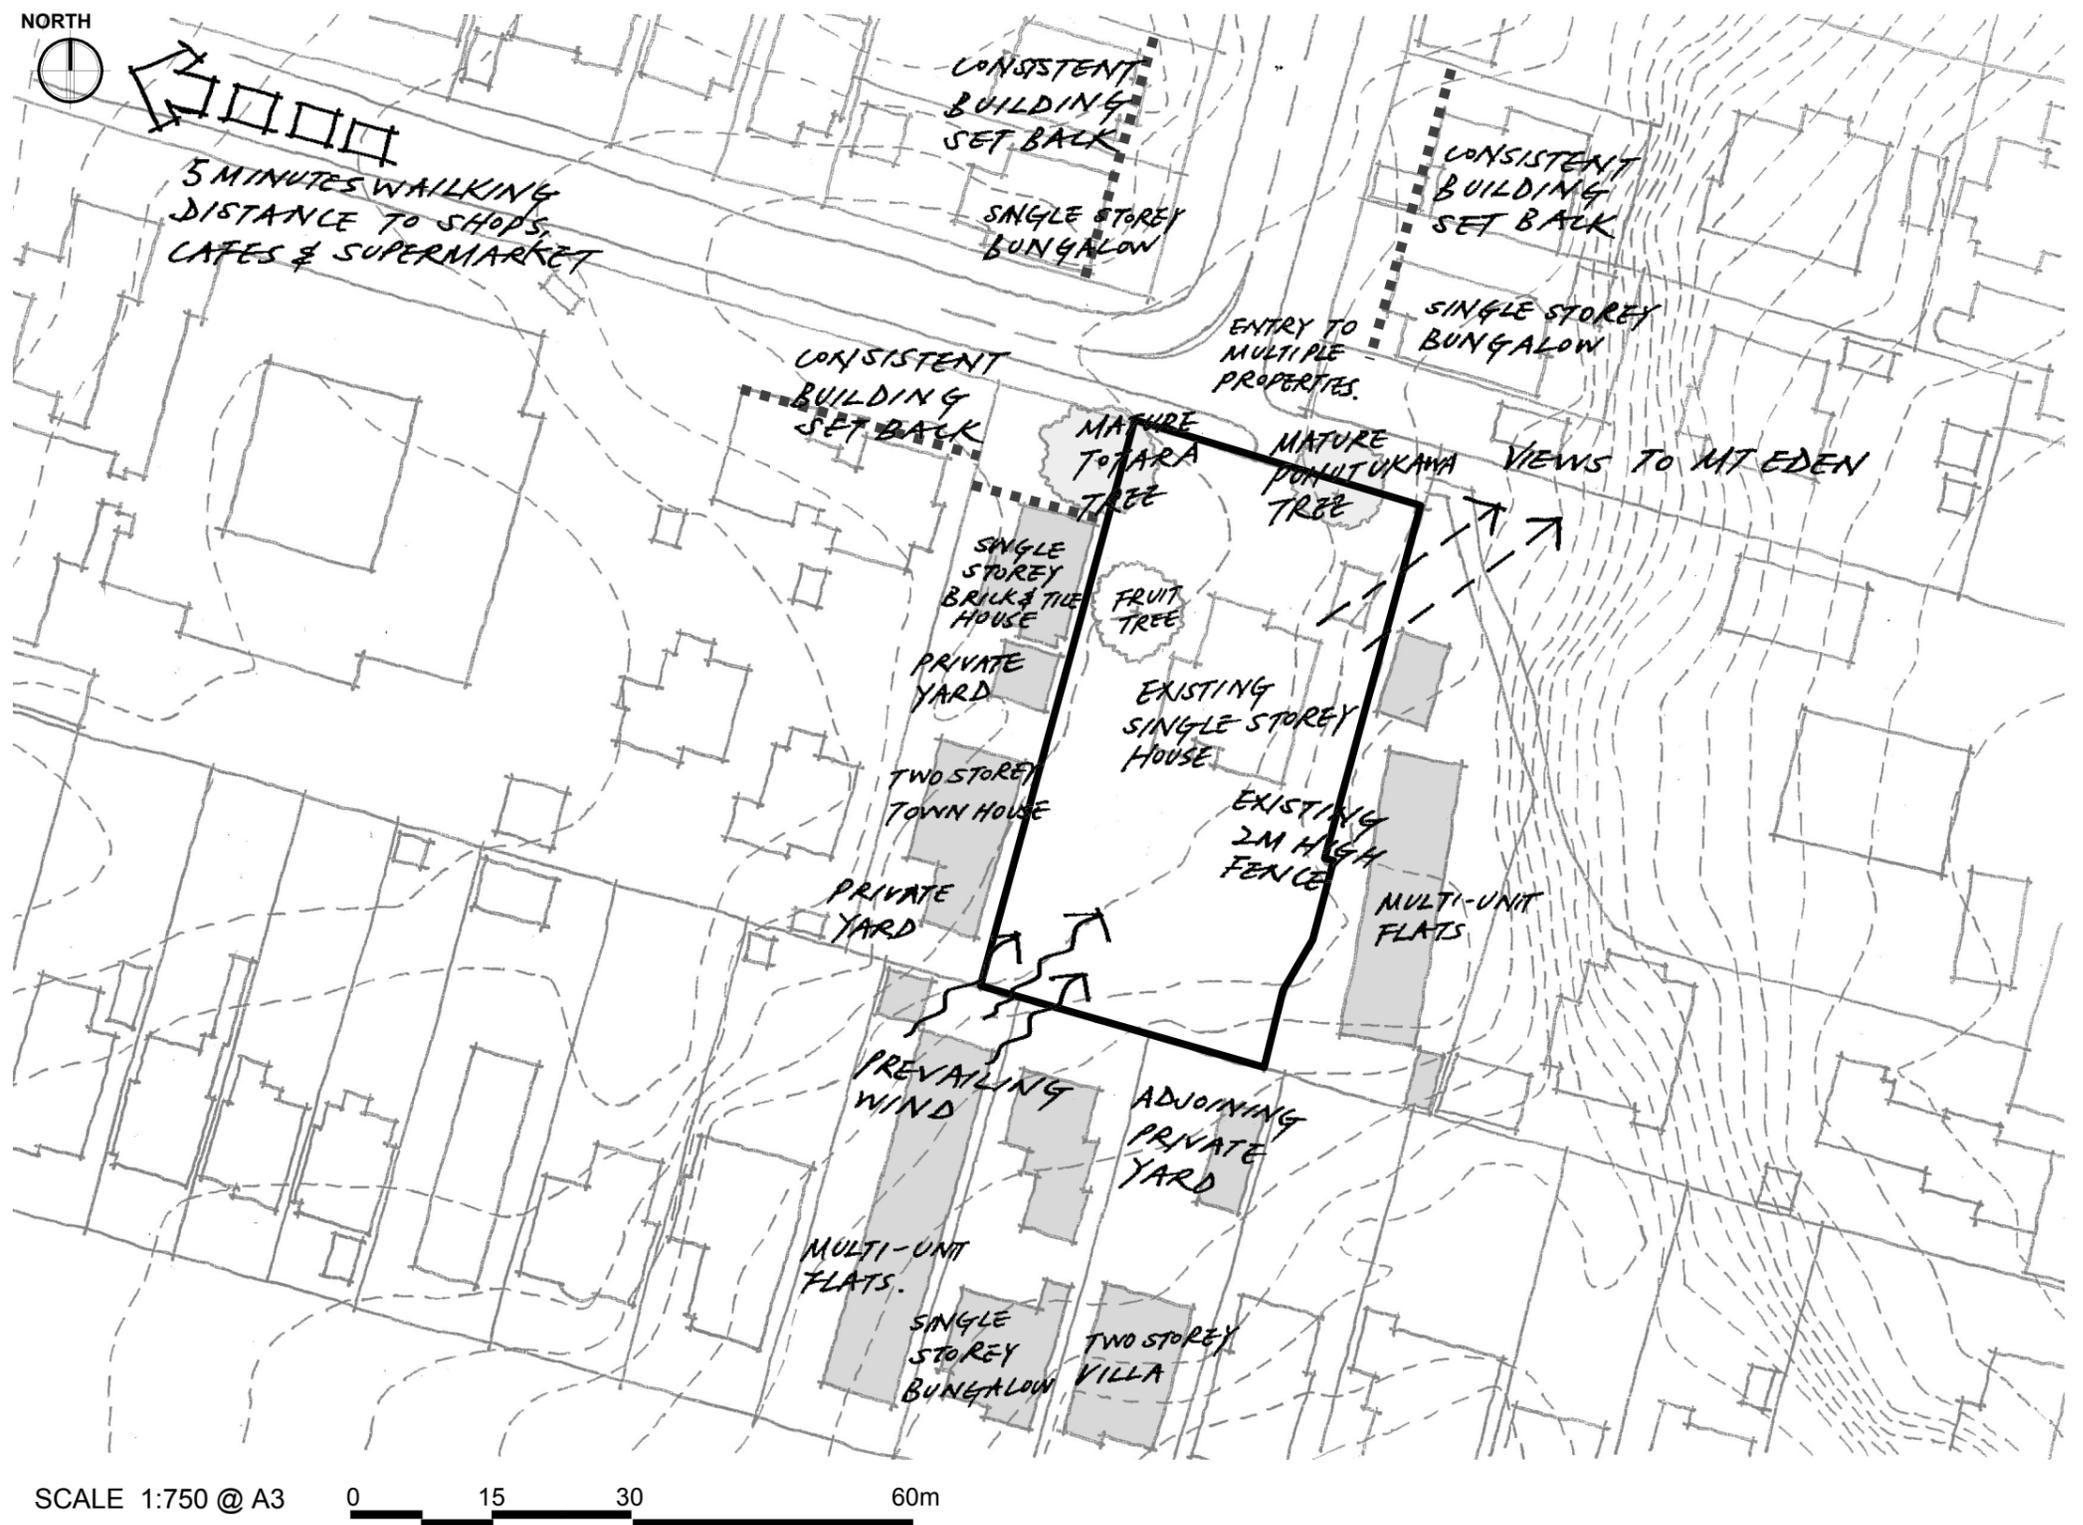 NORTH
5 MINUTES WALKING
DISTANCE TO SHOPS,
CAFES & SUPERMARKET
CONSISTENT
BUILDING
SET BACK
SINGLE STOREY
BUNGALOW
CONSISTENT
BUILDING
SET BACK
SINGLE STOREY
BUNGALOW
ENTRY TO
MULTIPLE
PROPERTIES.
CONSISTENT
BUILDING
SET BACK
MATURE
TOTARA
TREE
MATURE
POHUTUKAWA
TREE
VIEWS TO MT EDEN
SINGLE
STOREY
BRICK & TILE
HOUSE
FRUIT
TREE
PRIVATE
YARD
EXISTING
SINGLE STOREY
HOUSE
TWO STOREY
TOWN HOUSE
EXISTING
2M HIGH
FENCE
PRIVATE
YARD
MULTI-UNIT
FLATS
PREVAILING
WIND
ADJOINING
PRIVATE
YARD
MULTI-UNIT
FLATS.
SINGLE
STOREY
BUNGALOW
TWO STOREY
VILLA
SCALE 1:750 @ A3
0 15 30 60m